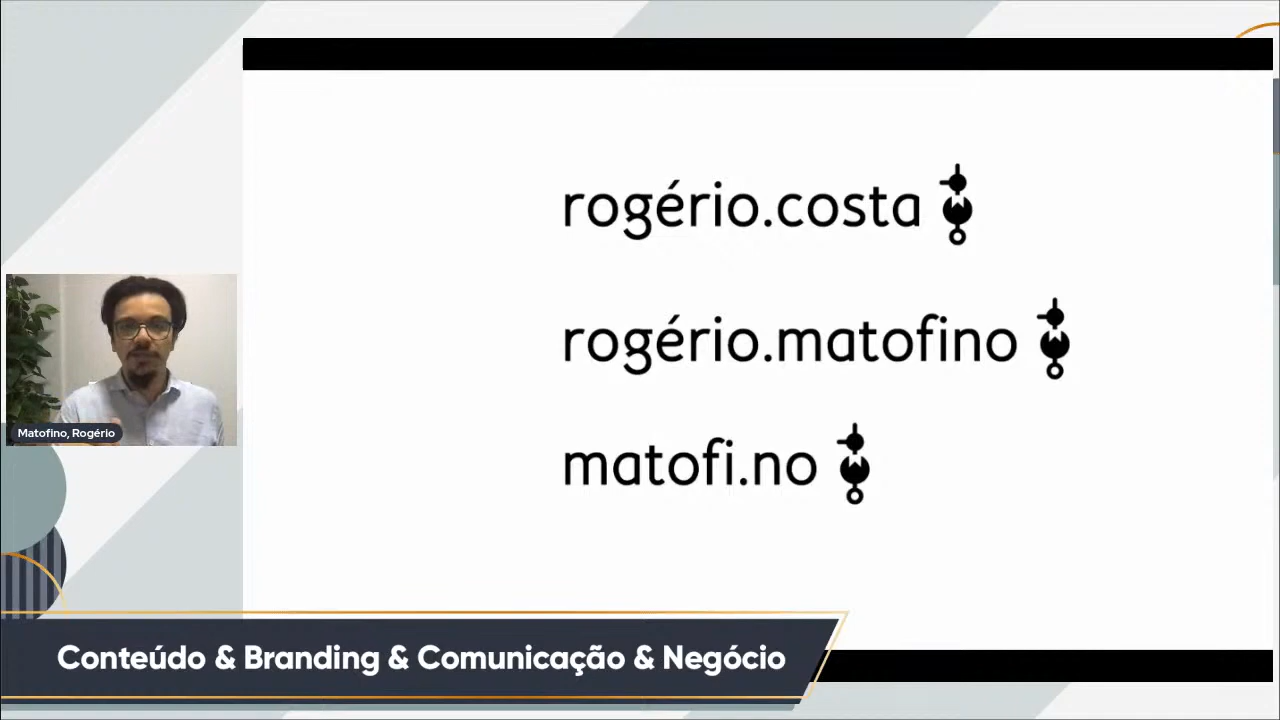 rogério.costa
rogério.matofino
matofi.no
Matofino, Rogério
Conteúdo & Branding & Comunicação & Negócio